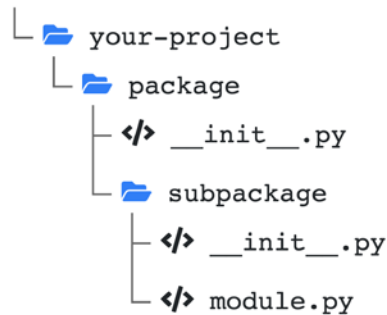 your-project
package
__init__.py
subpackage
__init__.py
module.py